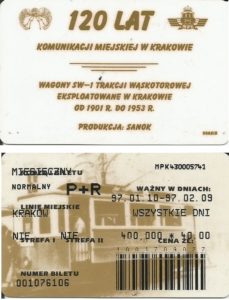 120 LAT
KOMUNIKACJI MIEJSKIEJ W KRAKOWIE
WAGONY SW-1 TRAKCJI WĄSKOTOROWEJ
EKSPLOATOWANE W KRAKOWIE
OD 1901 R. DO 1953 R.
PRODUKCJA: SANOK
MPK430005741
MIESIĘCZNY
NORMALNY
P+R
WAŻNY W DNIACH:
97.01.10-97.02.09
LINIE MIEJSKIE
KRAKÓW
WSZYSTKIE DNI
NIE NIE
400.000 * 40.00
STREFA I STREFA II
CENA ZŁ:
NUMER BILETU
001076106